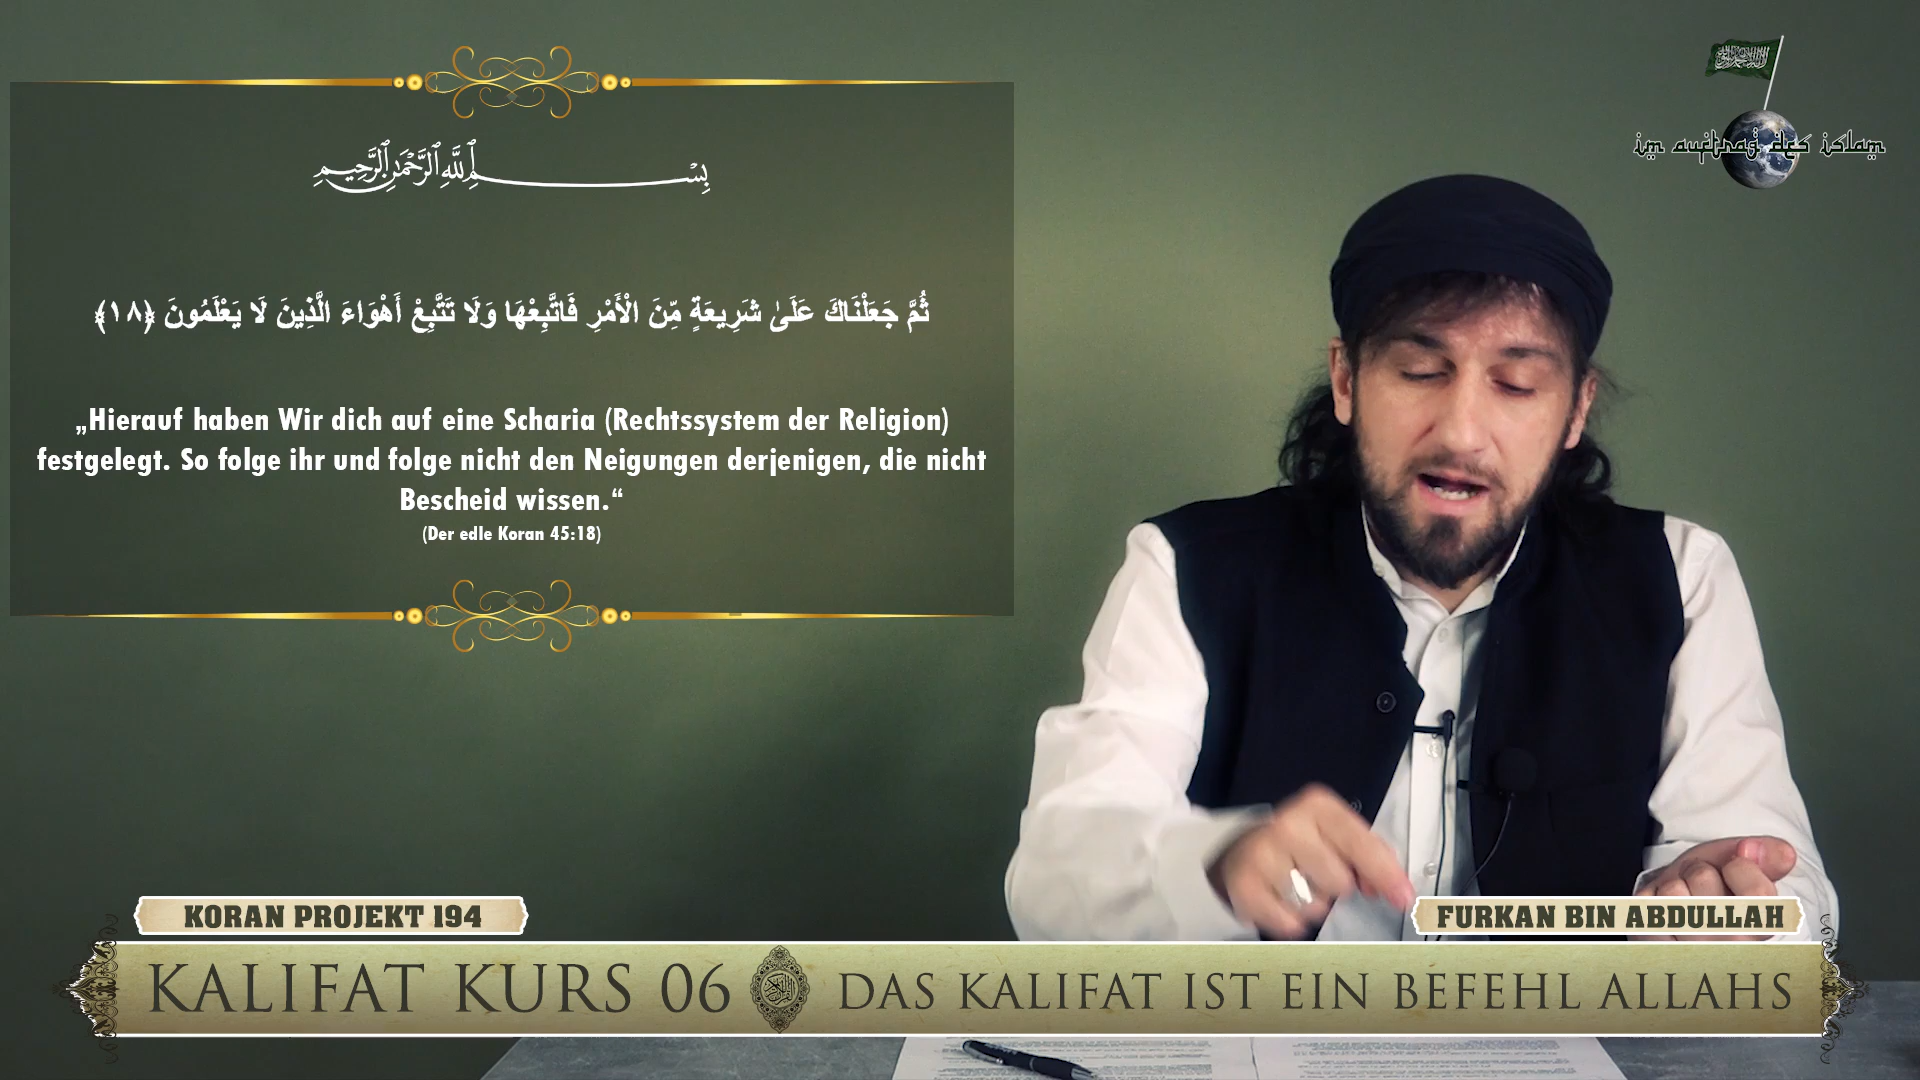 بِسْمِ اللَّهِ الرَّحْمَٰنِ الرَّحِيمِ
ثُمَّ جَعَلْنَاكَ عَلَىٰ شَرِيعَةٍ مِّنَ الْأَمْرِ فَاتَّبِعْهَا وَلَا تَتَّبِعْ أَهْوَاءَ الَّذِينَ لَا يَعْلَمُونَ ﴿١٨﴾
„Hierauf haben Wir dich auf eine Scharia (Rechtssystem der Religion)
festgelegt. So folge ihr und folge nicht den Neigungen derjenigen, die nicht
Bescheid wissen.“
(Der edle Koran 45:18)
im auftrag des islam
KORAN PROJEKT 194
FURKAN BIN ABDULLAH
KALIFAT KURS 06
DAS KALIFAT IST EIN BEFEHL ALLAHS